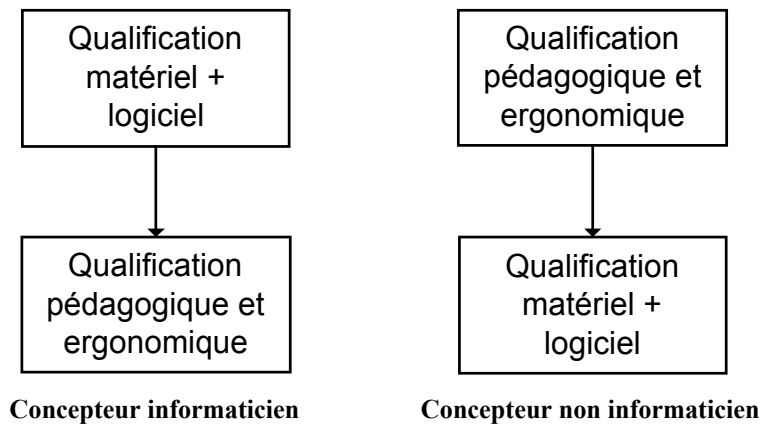 Qualification
matériel +
logiciel
Qualification
pédagogique et
ergonomique
Concepteur informaticien
Qualification
pédagogique et
ergonomique
Qualification
matériel +
logiciel
Concepteur non informaticien